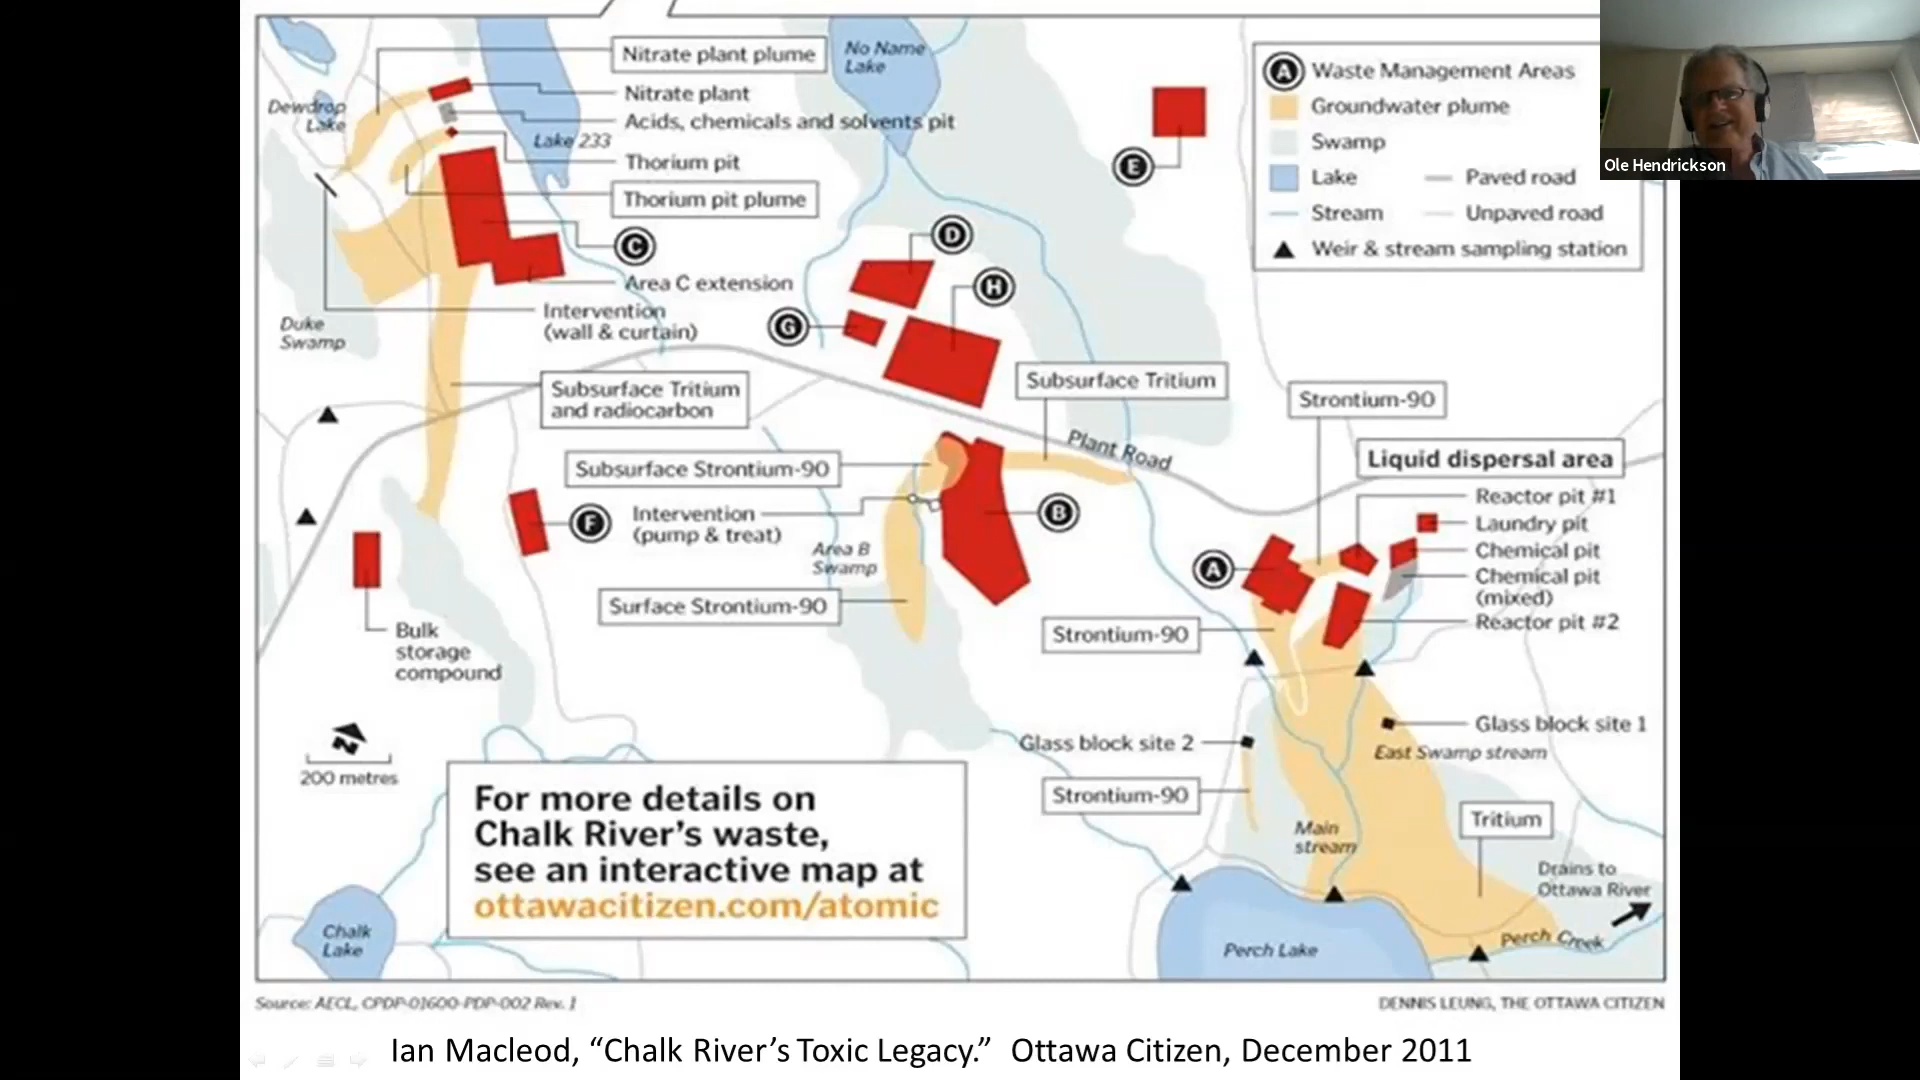 Nitrate plant plume
Nitrate plant
Acids, chemicals and solvents pit
Thorium pit
Thorium pit plume
C
Area C extension
Intervention
(wall & curtain)
Dewdrop
Lake
Lake 233
No Name
Lake
Duke
Swamp
Subsurface Tritium
and radiocarbon
E
D
H
G
A Waste Management Areas
Groundwater plume
Swamp
Lake
Paved road
Stream
Unpaved road
Weir & stream sampling station
Ole Hendrickson
Subsurface Tritium
Plant Road
Strontium-90
Liquid dispersal area
Reactor pit #1
Laundry pit
Chemical pit
Chemical pit
(mixed)
Reactor pit #2
Subsurface Strontium-90
F
Intervention
(pump & treat)
B
A
Area B
Swamp
Surface Strontium-90
Strontium-90
Bulk
storage
compound
N
200 metres
Glass block site 2
Glass block site 1
East Swamp stream
Strontium-90
Main
stream
Tritium
Drains to
Ottawa River
Perch Creek
Perch Lake
Chalk
Lake
For more details on
Chalk River's waste,
see an interactive map at
ottawacitizen.com/atomic
Source: AECL, CPDP-01600-PDP-002 Rev. 1
DENNIS LEUNG, THE OTTAWA CITIZEN
Ian Macleod, “Chalk River’s Toxic Legacy.” Ottawa Citizen, December 2011